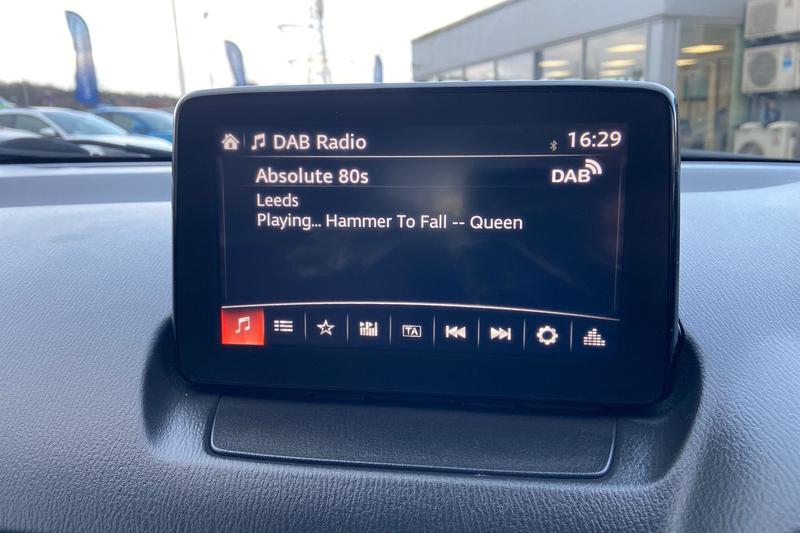 DAB Radio 16:29
Absolute 80s DAB
Leeds
Playing... Hammer To Fall -- Queen
TA